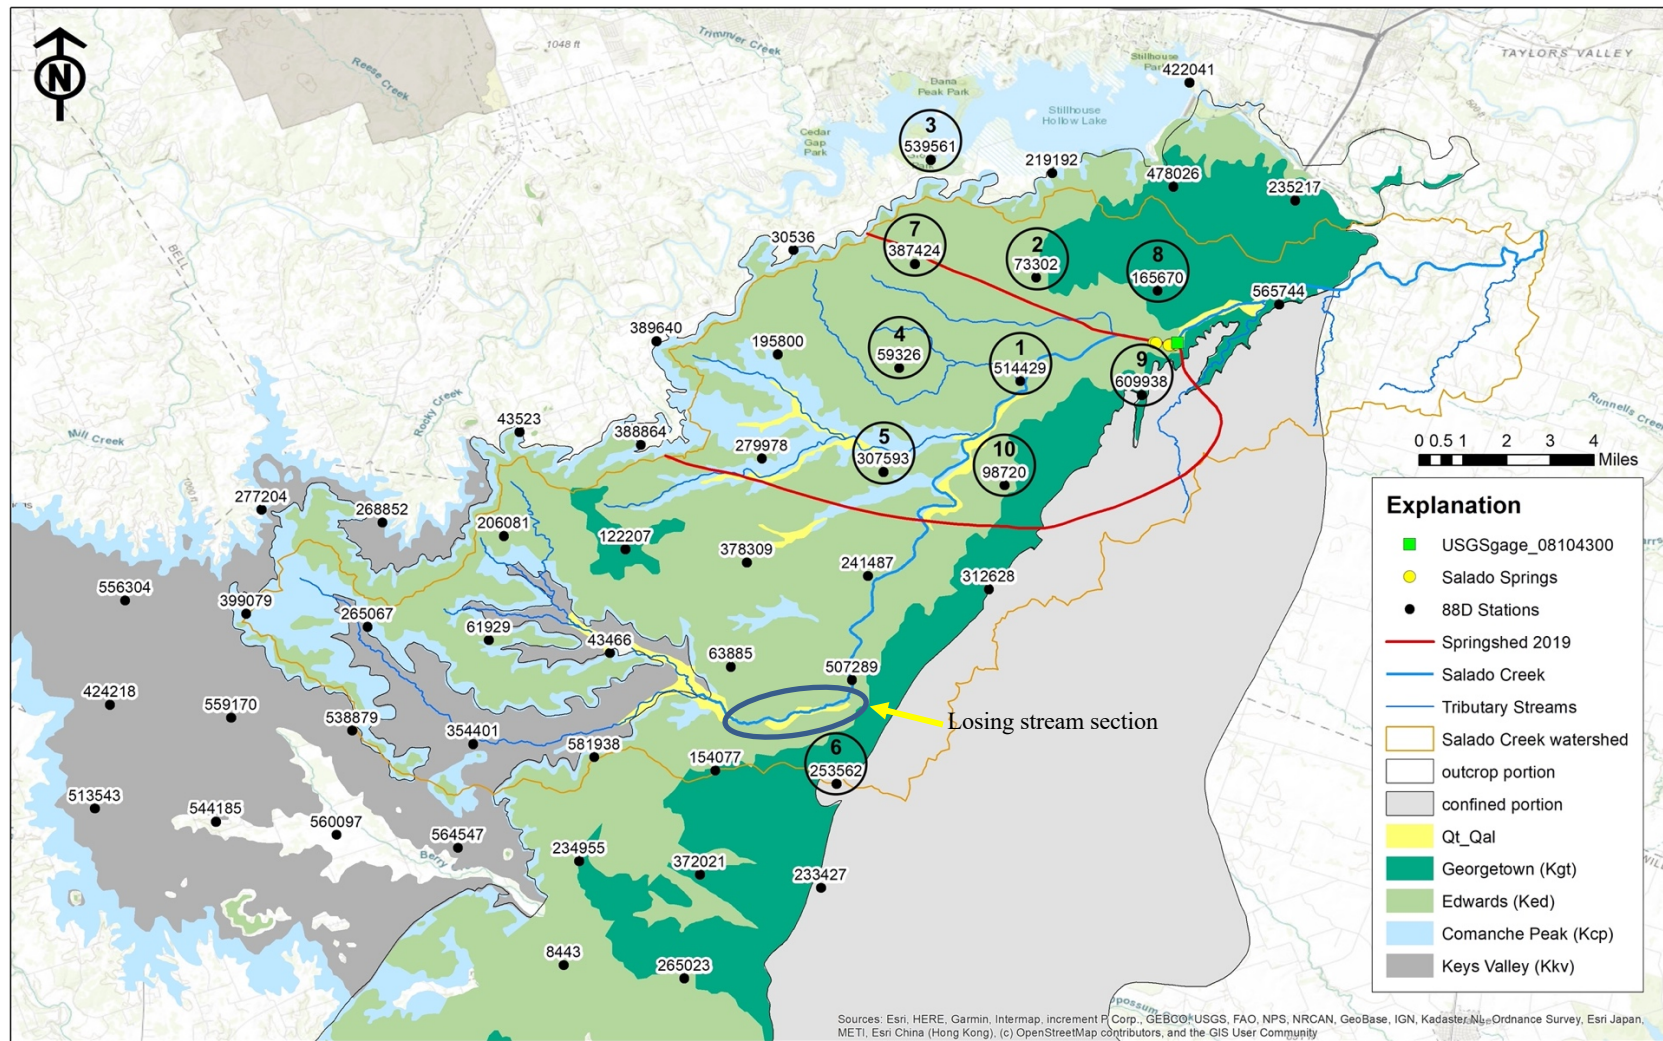 N
1048 ft
Reese Creek
Trimmier Creek
Dana
Peak Park
Stillhouse
422041
TAYLORS VALLEY
Cedar
Gap
Park
Stillhouse
Hollow Lake
3
539561
219192
478026
235217
BELL
30536
7
387424
2
73302
8
165670
565744
389640
195800
4
59326
1
514429
9
609938
Runnells
Mill Creek
Rocky Creek
43523
388864
279978
5
307593
10
98720
0 0.5 1 2 3 4
Miles
277204
268852
206081
122207
378309
241487
312628
556304
399079
265067
61929
43466
63885
507289
424218
559170
538879
354401
581938
154077
6
253562
Losing stream section
513543
544185
560097
564547
Berry
234955
372021
233427
8443
265023
Explanation
USGSgage_08104300
Salado Springs
88D Stations
Springshed 2019
Salado Creek
Tributary Streams
Salado Creek watershed
outcrop portion
confined portion
Qt_Qal
Georgetown (Kgt)
Edwards (Ked)
Comanche Peak (Kcp)
Keys Valley (Kkv)
Sources: Esri, HERE, Garmin, Intermap, increment P Corp., GEBCO, USGS, FAO, NPS, NRCAN, GeoBase, IGN, Kadaster NL, Ordnance Survey, Esri Japan,
METI, Esri China (Hong Kong), (c) OpenStreetMap contributors, and the GIS User Community